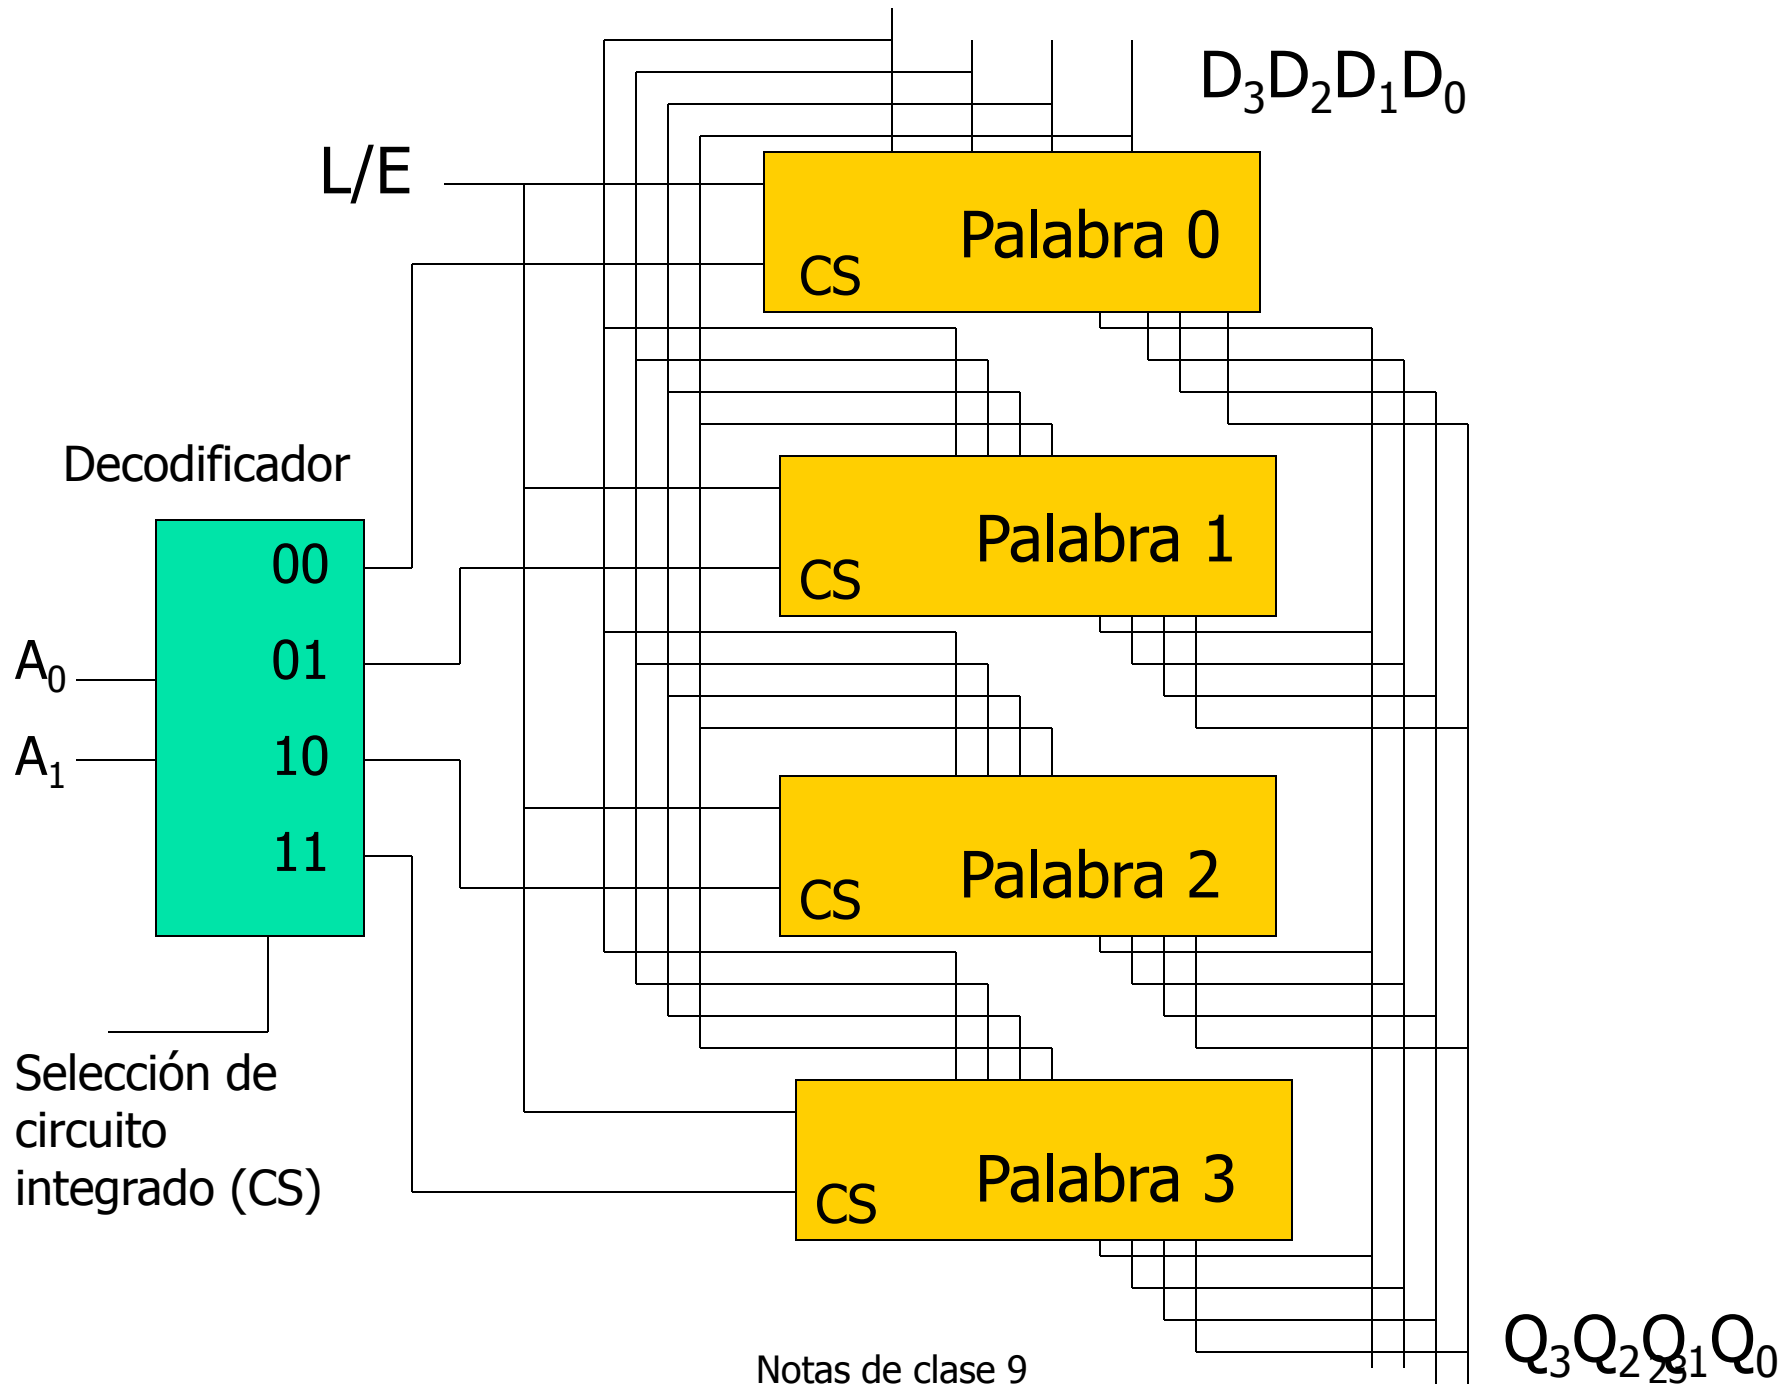 D₃D₂D₁D₀
L/E
Palabra 0
CS
Decodificador
00
Palabra 1
CS
A₀
01
A₁
10
Palabra 2
CS
11
Selección de
circuito
integrado (CS)
Palabra 3
CS
Q₃Q₂Q₁Q₀
Notas de clase 9
23